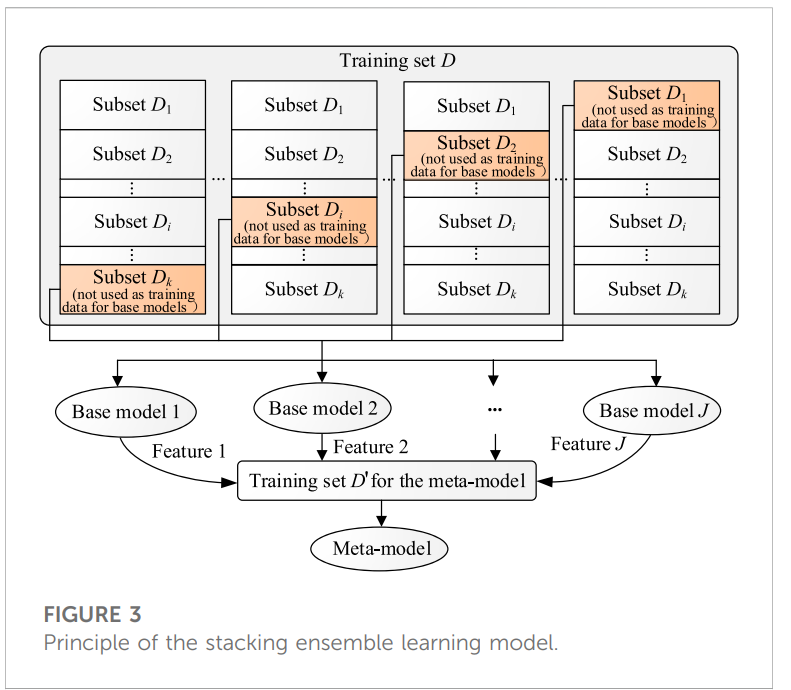 Training set D
Subset D₁
Subset D₂
⋮
Subset Dᵢ
⋮
Subset Dₖ
(not used as training
data for base models）
...
Subset D₁
Subset D₂
⋮
Subset Dᵢ
(not used as training
data for base models）
⋮
Subset Dₖ
...
Subset D₁
Subset D₂
(not used as training
data for base models）
⋮
Subset Dᵢ
⋮
Subset Dₖ
...
Subset D₁
(not used as training
data for base models）
Subset D₂
⋮
Subset Dᵢ
⋮
Subset Dₖ
Base model 1
Base model 2
...
Base model J
Feature 1
Feature 2
Feature J
Training set D' for the meta-model
Meta-model
FIGURE 3
Principle of the stacking ensemble learning model.